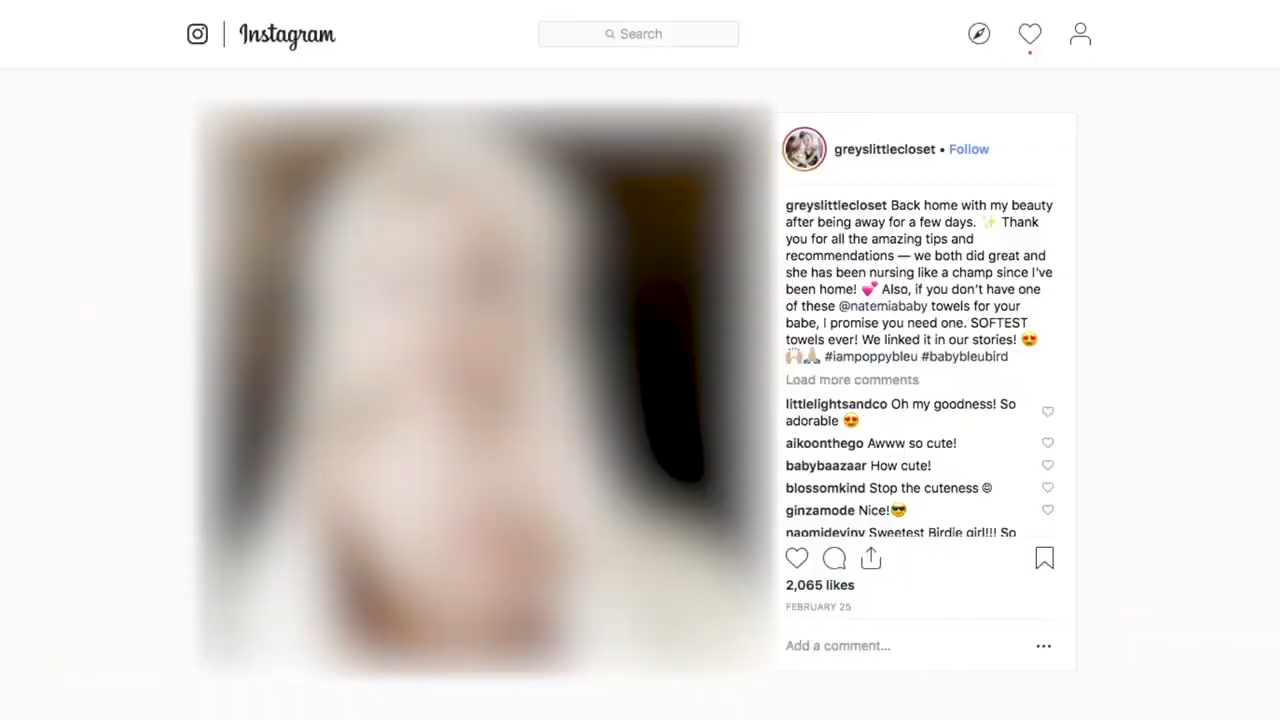 Instagram
Search
greyslittlecloset • Follow
greyslittlecloset Back home with my beauty
after being away for a few days. ✨ Thank
you for all the amazing tips and
recommendations — we both did great and
she has been nursing like a champ since I've
been home! 💕 Also, if you don't have one
of these @natemiababy towels for your
babe, I promise you need one. SOFTEST
towels ever! We linked it in our stories! 😍
🙌🏼🙏🏼 #iampoppybleu #babybleubird
Load more comments
littlelightsandco Oh my goodness! So
adorable 😍
aikoonthego Awww so cute!
babybaazaar How cute!
blossomkind Stop the cuteness 😍
ginzamode Nice!😎
naomideviny Sweetest Birdie girl!!! So
2,065 likes
FEBRUARY 25
Add a comment...